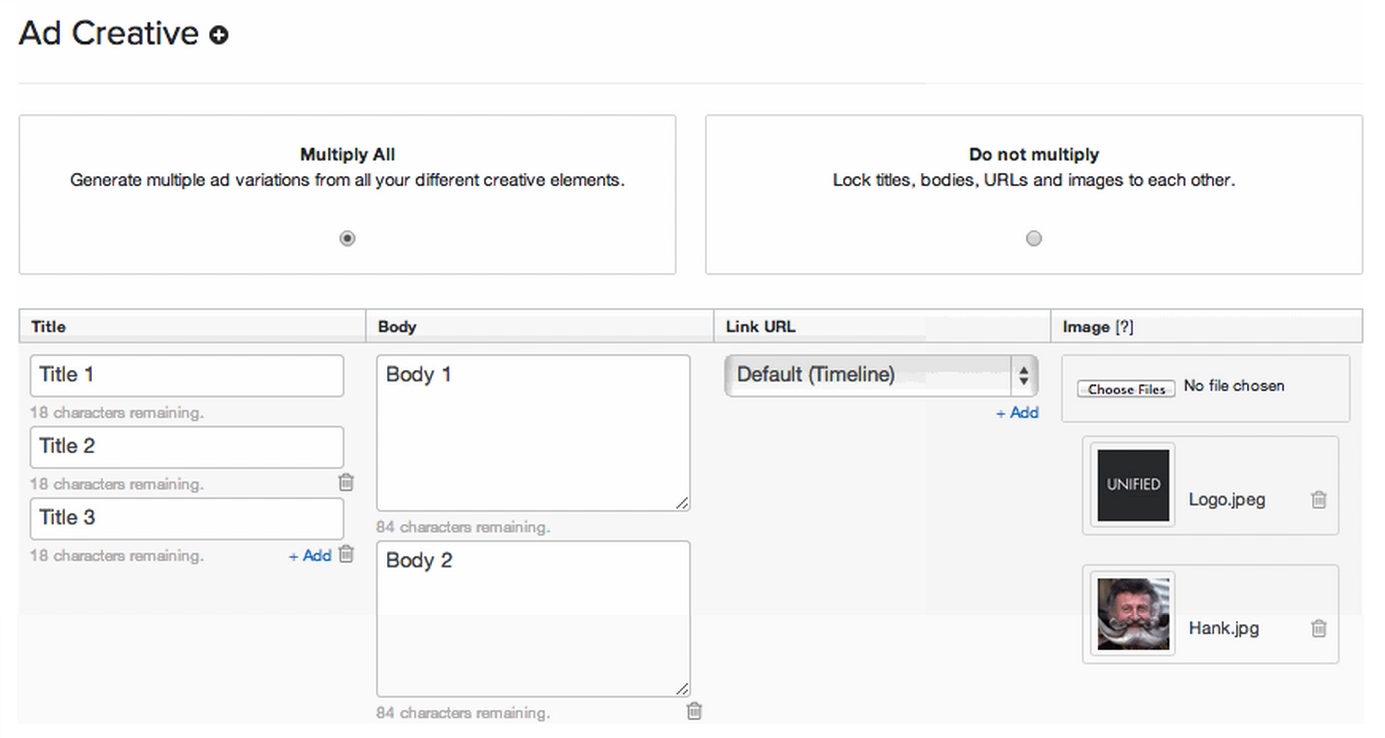 Ad Creative
Multiply All
Generate multiple ad variations from all your different creative elements.
Do not multiply
Lock titles, bodies, URLs and images to each other.
Title
Body
Link URL
Image [?]
Title 1
18 characters remaining.
Title 2
18 characters remaining.
Title 3
18 characters remaining.
+ Add
Body 1
84 characters remaining.
Body 2
84 characters remaining.
Default (Timeline)
+ Add
Choose Files No file chosen
UNIFIED
Logo.jpeg
Hank.jpg